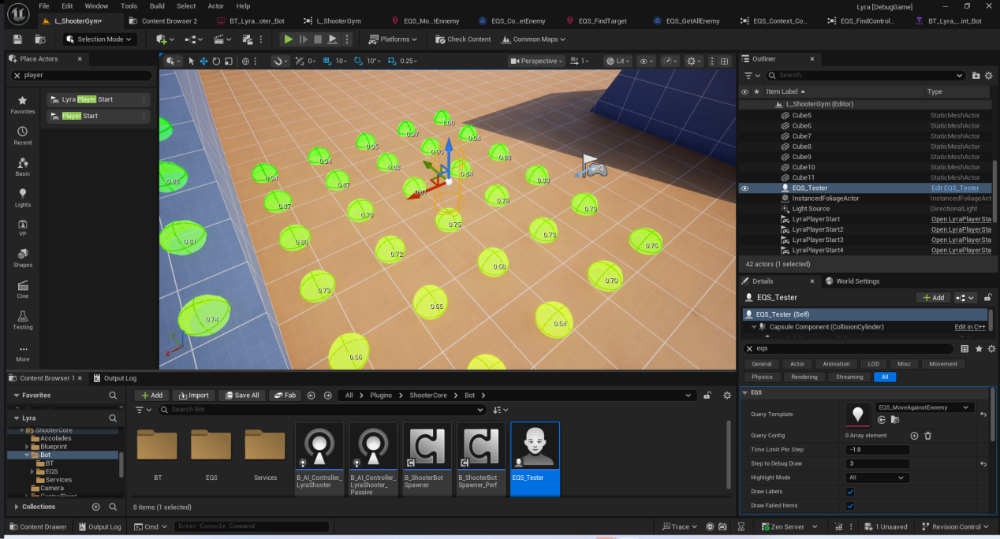 File Edit Window Tools Build Select Actor Help
Lyra [DebugGame]
L_ShooterGym•
Content Browser 2
BT_Lyra...oter_Bot
L_ShooterGym
EQS_Mo...tEnnemy
EQS_Co...etEnemy
EQS_FindTarget
EQS_GetAllEnemy
EQS_Context_Co...
EQS_FindControl...
BT_Lyra_...int_Bot
Selection Mode
Platforms
Check Content
Common Maps
Place Actors
player
Favorites
Recent
Basic
Lights
VP
Shapes
Cine
Testing
More
Lyra Player Start
Player Start
0
10
10°
0.25
Perspective
1
Lit
1.00
0.97
0.94
0.95
0.90
0.88
0.94
0.88
0.84
0.94
0.87
0.83
0.88
0.81
0.78
0.87
0.79
0.79
0.75
0.81
0.80
0.73
0.75
0.72
0.68
0.73
0.70
0.66
0.74
0.64
0.66
Outliner
Search...
Item Label
Type
L_ShooterGym (Editor)
Cube5 StaticMeshActor
Cube6 StaticMeshActor
Cube7 StaticMeshActor
Cube8 StaticMeshActor
Cube9 StaticMeshActor
Cube10 StaticMeshActor
Cube11 StaticMeshActor
EQS_Tester Edit EQS_Tester
InstancedFoliageActor InstancedFoliageAct
Light Source DirectionalLight
LyraPlayerStart Open LyraPlayerSta
LyraPlayerStart2 Open LyraPlayerSta
LyraPlayerStart3 Open LyraPlayerSta
LyraPlayerStart4 Open LyraPlayerSta
42 actors (1 selected)
Details
World Settings
EQS_Tester
Add
EQS_Tester (Self)
Capsule Component (CollisionCylinder) Edit in C++
eqs
General Actor Animation LOD Misc Movement
Physics Rendering Streaming All
EQS
Query Template
EQS_MoveAgainstEnnemy
Query Config 0 Array element
Time Limit Per Step -1.0
Step to Debug Draw 3
Highlight Mode All
Draw Labels
Draw Failed Items
Content Browser 1
Output Log
Favorites
Lyra
ShooterCore
Accolades
Blueprint
Bot
BT
EQS
Services
Camera
ControlPoint
Collections
Add Import Save All Fab All Plugins ShooterCore Bot
Search Bot
BT
EQS
Services
B_AI_Controller_
LyraShooter
B_AI_Controller_
LyraShooter_
Passive
B_ShooterBot
Spawner
B_ShooterBot
Spawner_Perf
EQS_Tester
8 items (1 selected)
Content Drawer
Output Log
Cmd
Enter Console Command
Trace
Zen Server
1 Unsaved
Revision Control